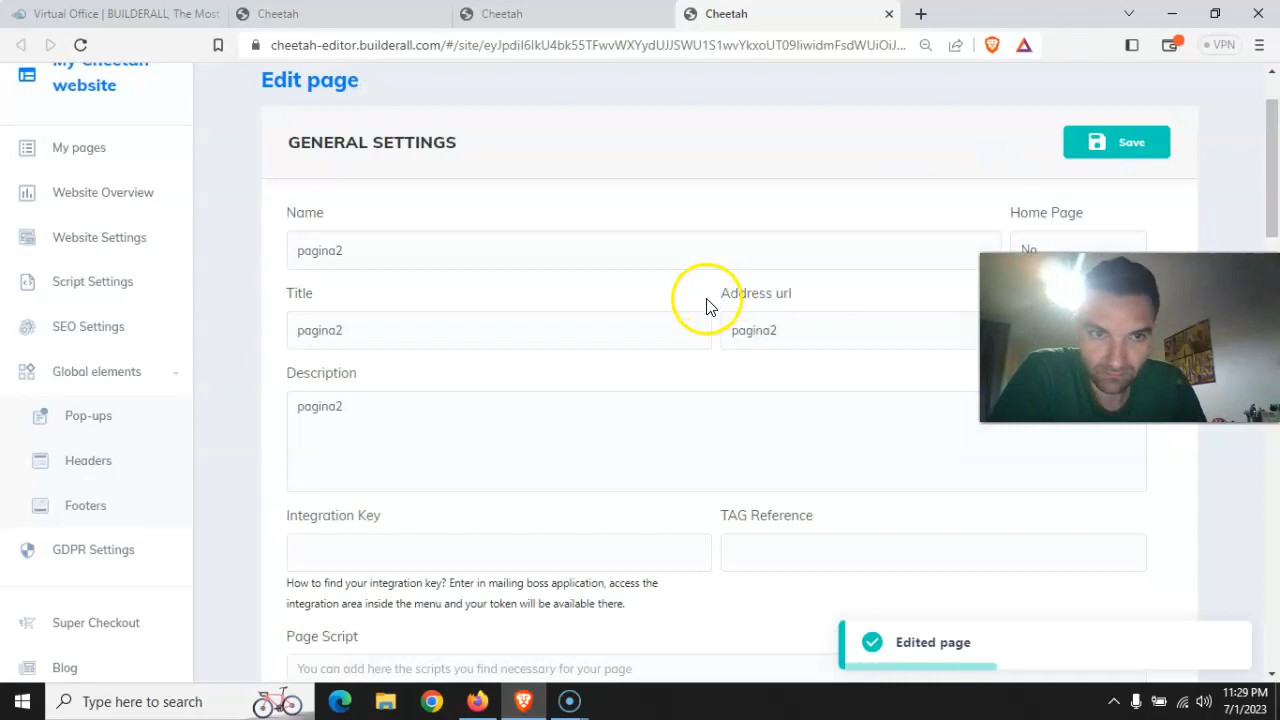 Virtual Office | BUILDERALL, The Most
Cheetah
Cheetah
Cheetah
cheetah-editor.builderall.com/#/site/
VPN
My Cheetah
website
My pages
Website Overview
Website Settings
Script Settings
SEO Settings
Global elements
Pop-ups
Headers
Footers
GDPR Settings
Super Checkout
Blog
Edit page
GENERAL SETTINGS
Save
Name
Home Page
pagina2
No
Title
Address url
pagina2
pagina2
Description
pagina2
Integration Key
TAG Reference
How to find your integration key? Enter in mailing boss application, access the
integration area inside the menu and your token will be available there.
Page Script
You can add here the scripts you find necessary for your page
Edited page
Type here to search
11:29 PM
7/1/2023